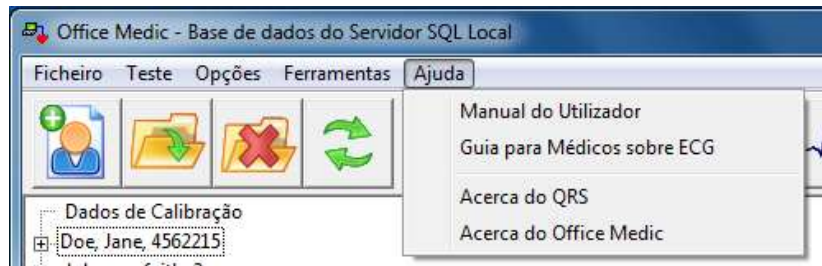 Office Medic - Base de dados do Servidor SQL Local
Ficheiro Teste Opções Ferramentas Ajuda
Manual do Utilizador
Guia para Médicos sobre ECG
Acerca do QRS
Acerca do Office Medic
Dados de Calibração
Doe, Jane, 4562215